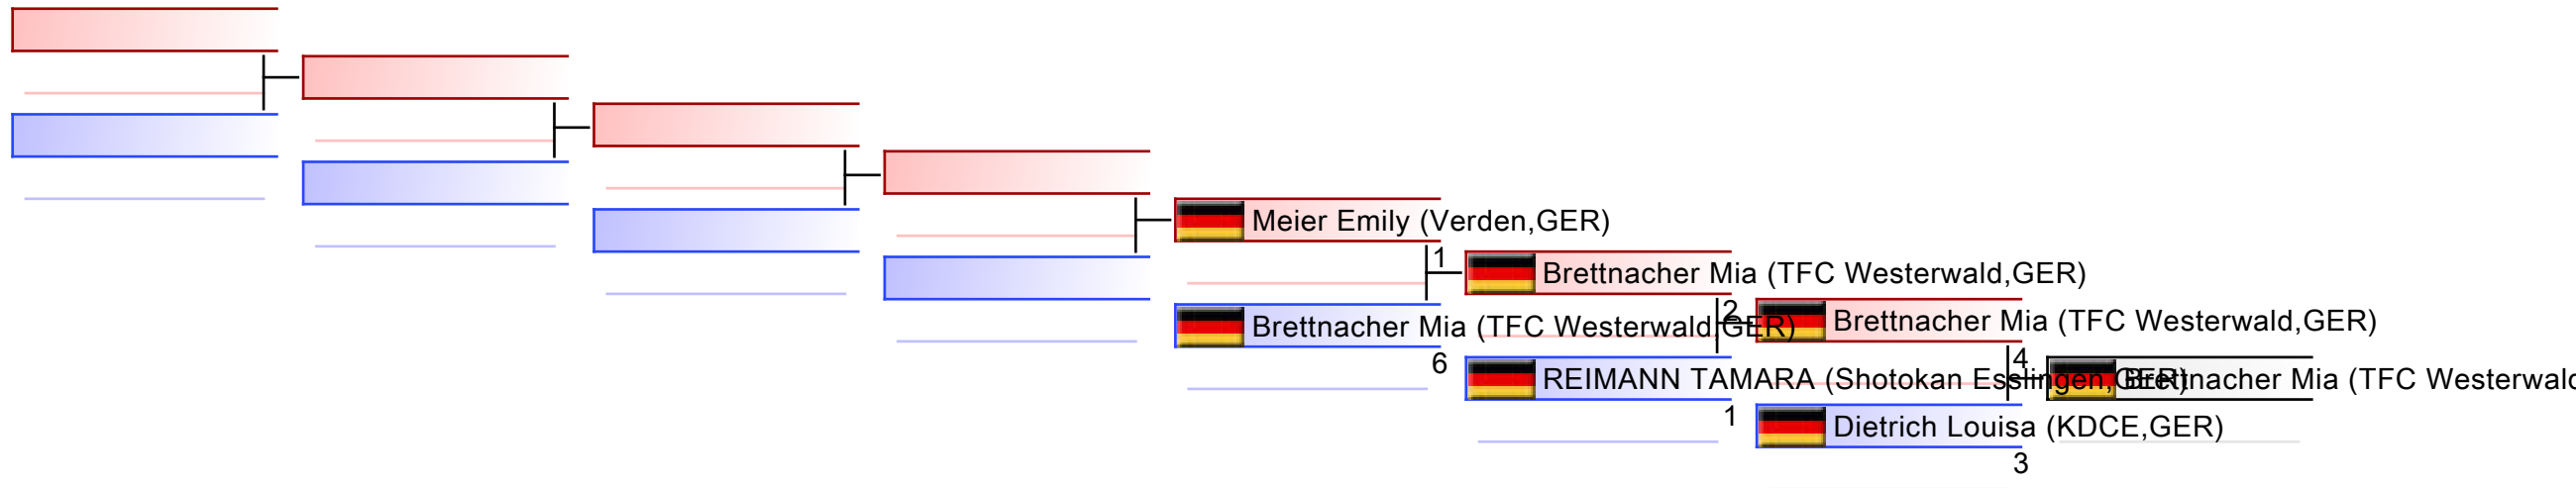 Meier Emily (Verden,GER)
1
Brettnacher Mia (TFC Westerwald,GER)
6
Brettnacher Mia (TFC Westerwald,GER)
2
REIMANN TAMARA (Shotokan Esslingen,GER)
1
Brettnacher Mia (TFC Westerwald,GER)
4
Dietrich Louisa (KDCE,GER)
3
Brettnacher Mia (TFC Westerwald